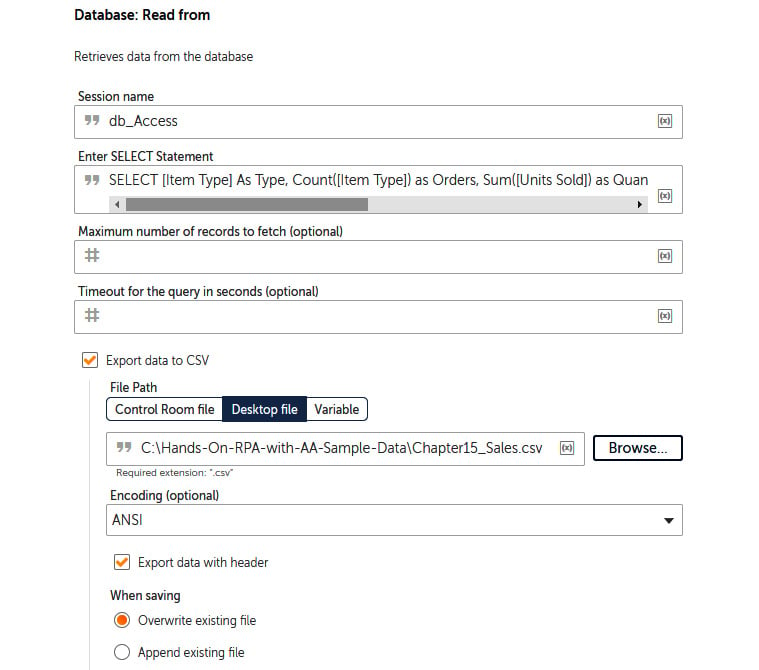 Database: Read from
Retrieves data from the database
Session name
db_Access
Enter SELECT Statement
SELECT [Item Type] As Type, Count([Item Type]) as Orders, Sum([Units Sold]) as Quan
Maximum number of records to fetch (optional)
Timeout for the query in seconds (optional)
Export data to CSV
File Path
Control Room file Desktop file Variable
C:\Hands-On-RPA-with-AA-Sample-Data\Chapter15_Sales.csv Browse...
Required extension: ".csv"
Encoding (optional)
ANSI
Export data with header
When saving
Overwrite existing file
Append existing file